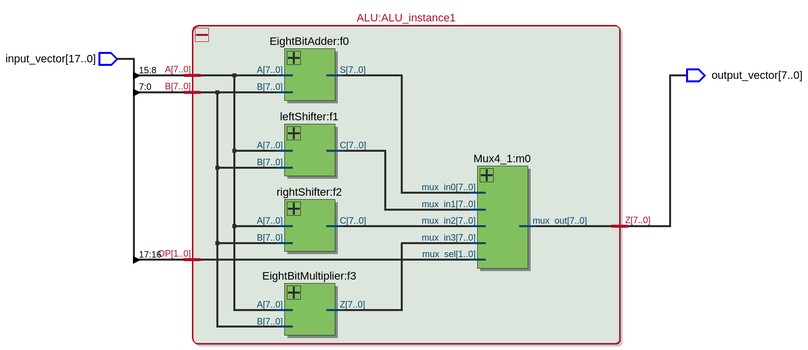 ALU:ALU_instance1
input_vector[17..0]
output_vector[7..0]
15:8 A[7..0]
7:0 B[7..0]
17:16 OP[1..0]
EightBitAdder:f0
A[7..0] S[7..0]
B[7..0]
leftShifter:f1
A[7..0] C[7..0]
B[7..0]
rightShifter:f2
A[7..0] C[7..0]
B[7..0]
EightBitMultiplier:f3
A[7..0] Z[7..0]
B[7..0]
Mux4_1:m0
mux_in0[7..0]
mux_in1[7..0]
mux_in2[7..0] mux_out[7..0]
mux_in3[7..0]
mux_sel[1..0]
Z[7..0]